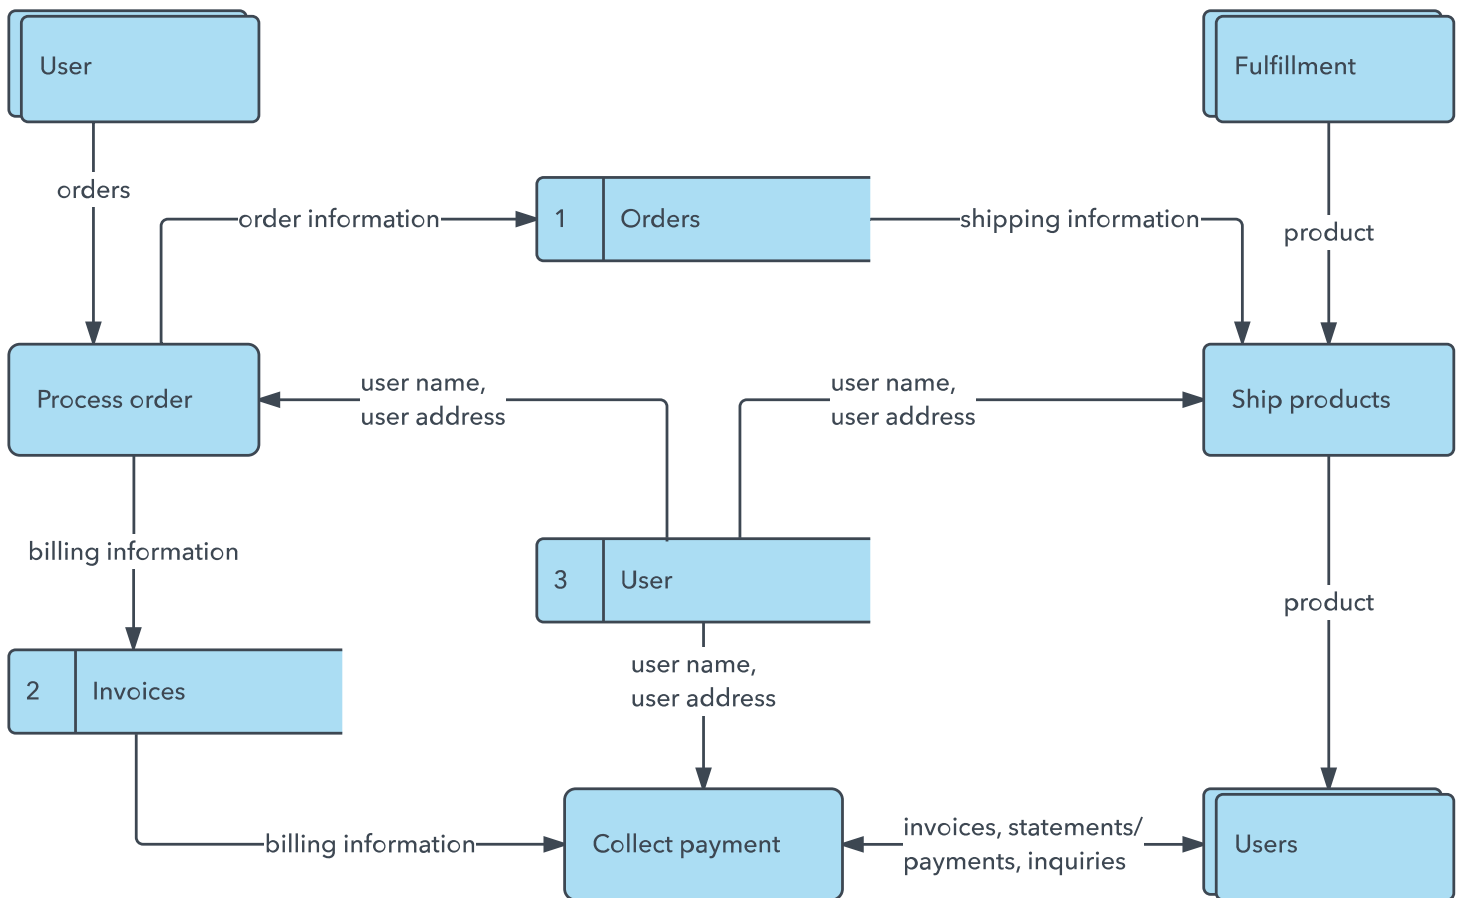 User
Fulfillment
orders
order information
1
Orders
shipping information
product
Process order
user name,
user address
user name,
user address
Ship products
billing information
3
User
product
user name,
user address
2
Invoices
billing information
Collect payment
invoices, statements/
payments, inquiries
Users